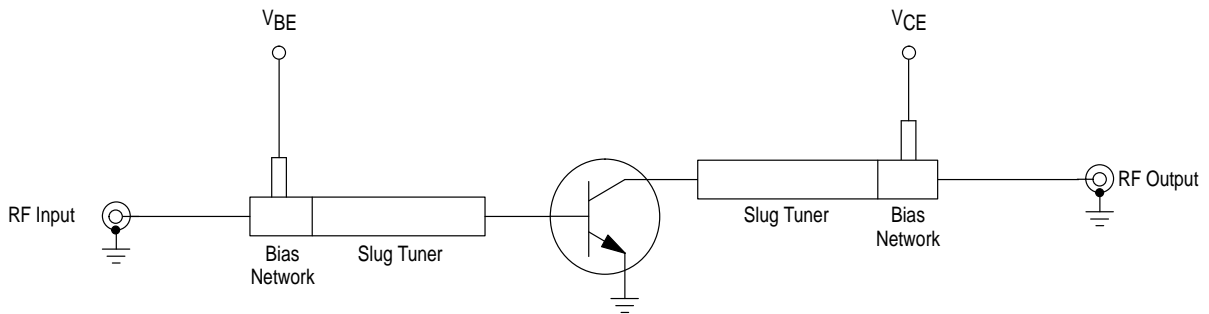 VBE
VCE
RF Input
Bias
Network
Slug Tuner
Slug Tuner
Bias
Network
RF Output